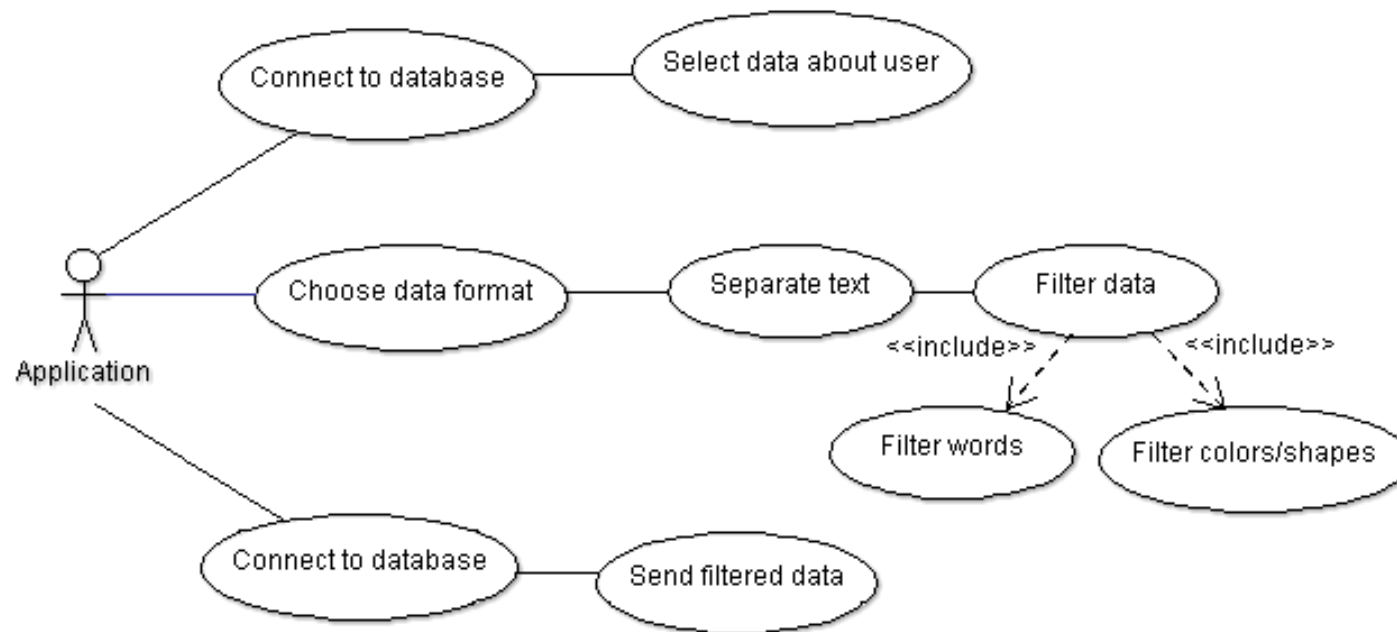 Select data about user
Connect to database
Choose data format
Separate text
Filter data
<<include>>
<<include>>
Application
Filter words
Filter colors/shapes
Connect to database
Send filtered data